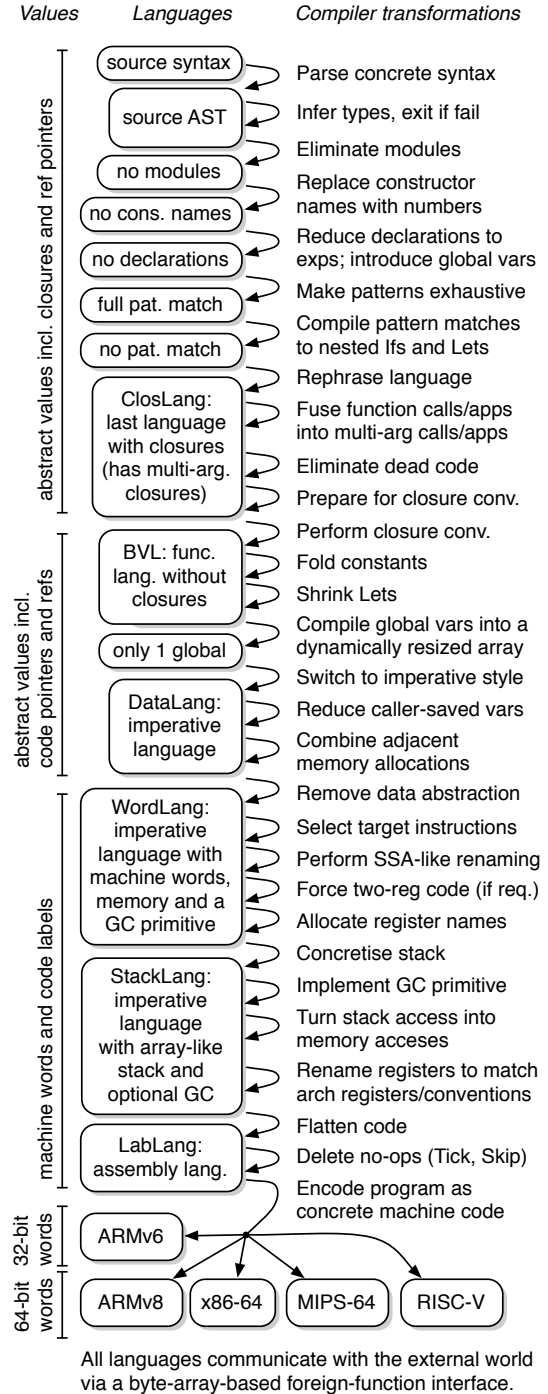 Values Languages Compiler transformations
source syntax
Parse concrete syntax
source AST
Infer types, exit if fail
Eliminate modules
no modules
Replace constructor
names with numbers
no cons. names
Reduce declarations to
exps; introduce global vars
no declarations
Make patterns exhaustive
full pat. match
Compile pattern matches
to nested Ifs and Lets
no pat. match
Rephrase language
ClosLang:
last language
with closures
(has multi-arg.
closures)
Fuse function calls/apps
into multi-arg calls/apps
Eliminate dead code
Prepare for closure conv.
abstract values incl. closures and ref pointers
Perform closure conv.
BVL: func.
lang. without
closures
Fold constants
Shrink Lets
Compile global vars into a
dynamically resized array
only 1 global
Switch to imperative style
DataLang:
imperative
language
Reduce caller-saved vars
Combine adjacent
memory allocations
abstract values incl.
code pointers and refs
Remove data abstraction
WordLang:
imperative
language with
machine words,
memory and a
GC primitive
Select target instructions
Perform SSA-like renaming
Force two-reg code (if req.)
Allocate register names
Concretise stack
StackLang:
imperative
language
with array-like
stack and
optional GC
Implement GC primitive
Turn stack access into
memory acceses
Rename registers to match
arch registers/conventions
Flatten code
LabLang:
assembly lang.
Delete no-ops (Tick, Skip)
Encode program as
concrete machine code
machine words and code labels
32-bit
words
ARMv6
64-bit
words
ARMv8 x86-64 MIPS-64 RISC-V
All languages communicate with the external world
via a byte-array-based foreign-function interface.